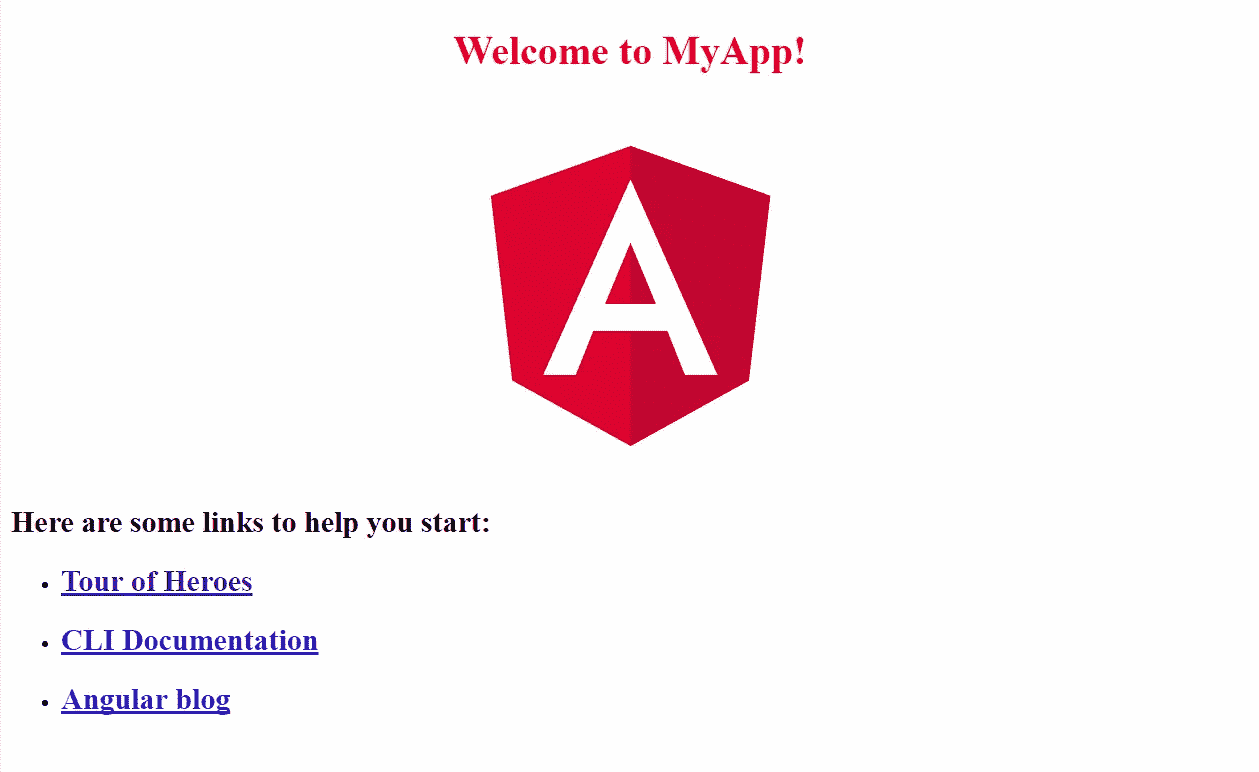 Welcome to MyApp!
A
Here are some links to help you start:
Tour of Heroes
CLI Documentation
Angular blog